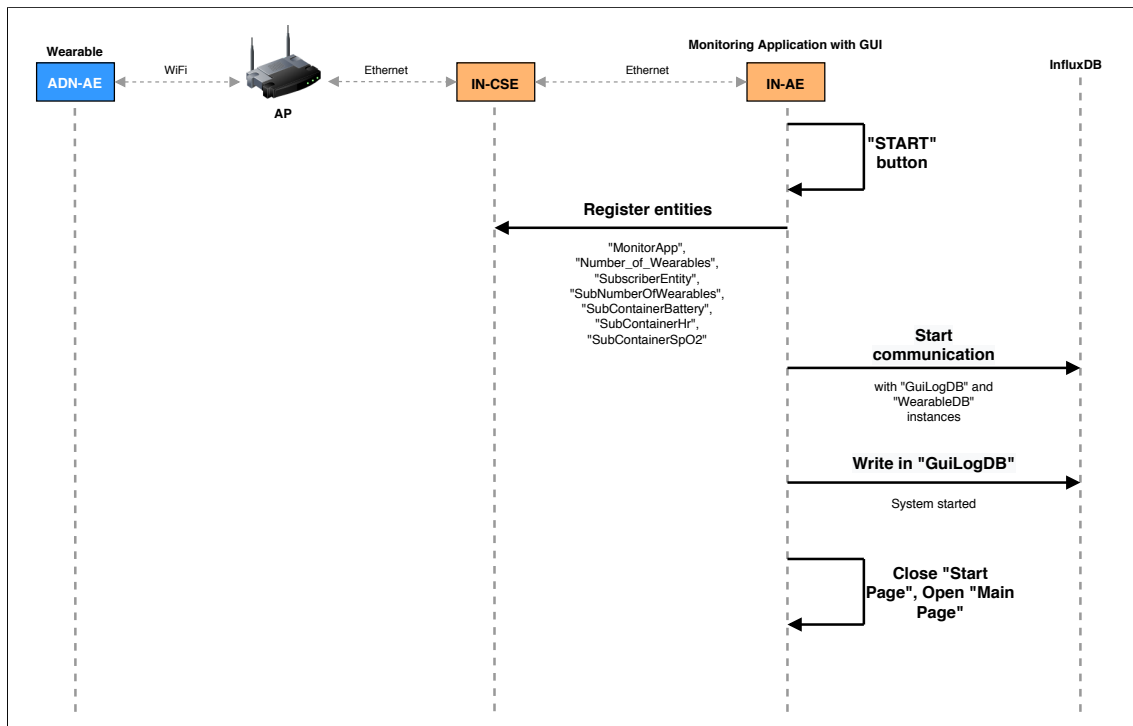 Wearable
Monitoring Application with GUI
InfluxDB
ADN-AE
WiFi
Ethernet
IN-CSE
Ethernet
IN-AE
AP
"START"
button
Register entities
"MonitorApp",
"Number_of_Wearables",
"SubscriberEntity",
"SubNumberOfWearables",
"SubContainerBattery",
"SubContainerHr",
"SubContainerSpO2"
Start
communication
with "GuiLogDB" and
"WearableDB"
instances
Write in "GuiLogDB"
System started
Close "Start
Page", Open "Main
Page"